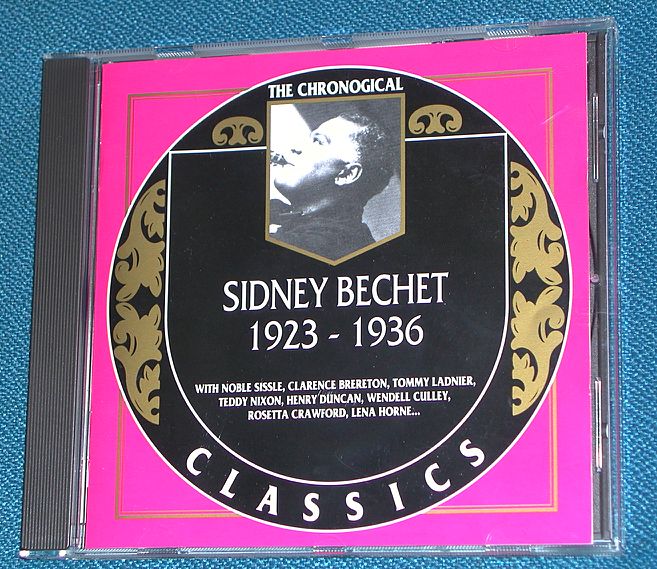 THE CHRONOGICAL
SIDNEY BECHET
1923 - 1936
WITH NOBLE SISSLE, CLARENCE BRERETON, TOMMY LADNIER,
TEDDY NIXON, HENRY DUNCAN, WENDELL CULLEY,
ROSETTA CRAWFORD, LENA HORNE...
CLASSICS